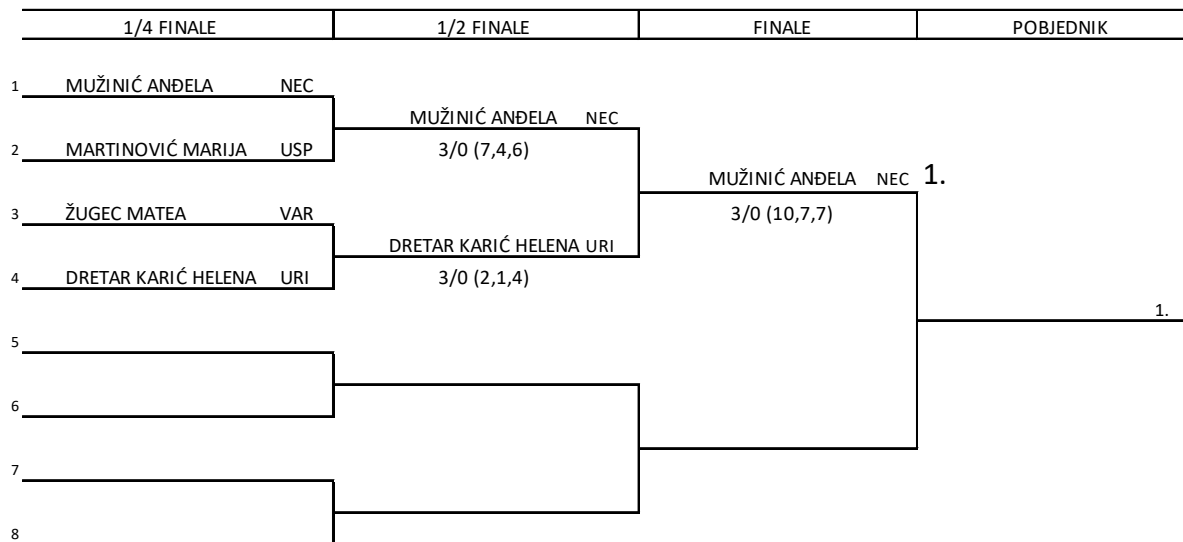 1/4 FINALE 1/2 FINALE FINALE POBJEDNIK
1 MUŽINIĆ ANĐELA NEC
MUŽINIĆ ANĐELA NEC
2 MARTINOVIĆ MARIJA USP 3/0 (7,4,6)
MUŽINIĆ ANĐELA NEC 1.
3 ŽUGEC MATEA VAR 3/0 (10,7,7)
DRETAR KARIĆ HELENA URI
4 DRETAR KARIĆ HELENA URI 3/0 (2,1,4)
1.
5
6
7
8